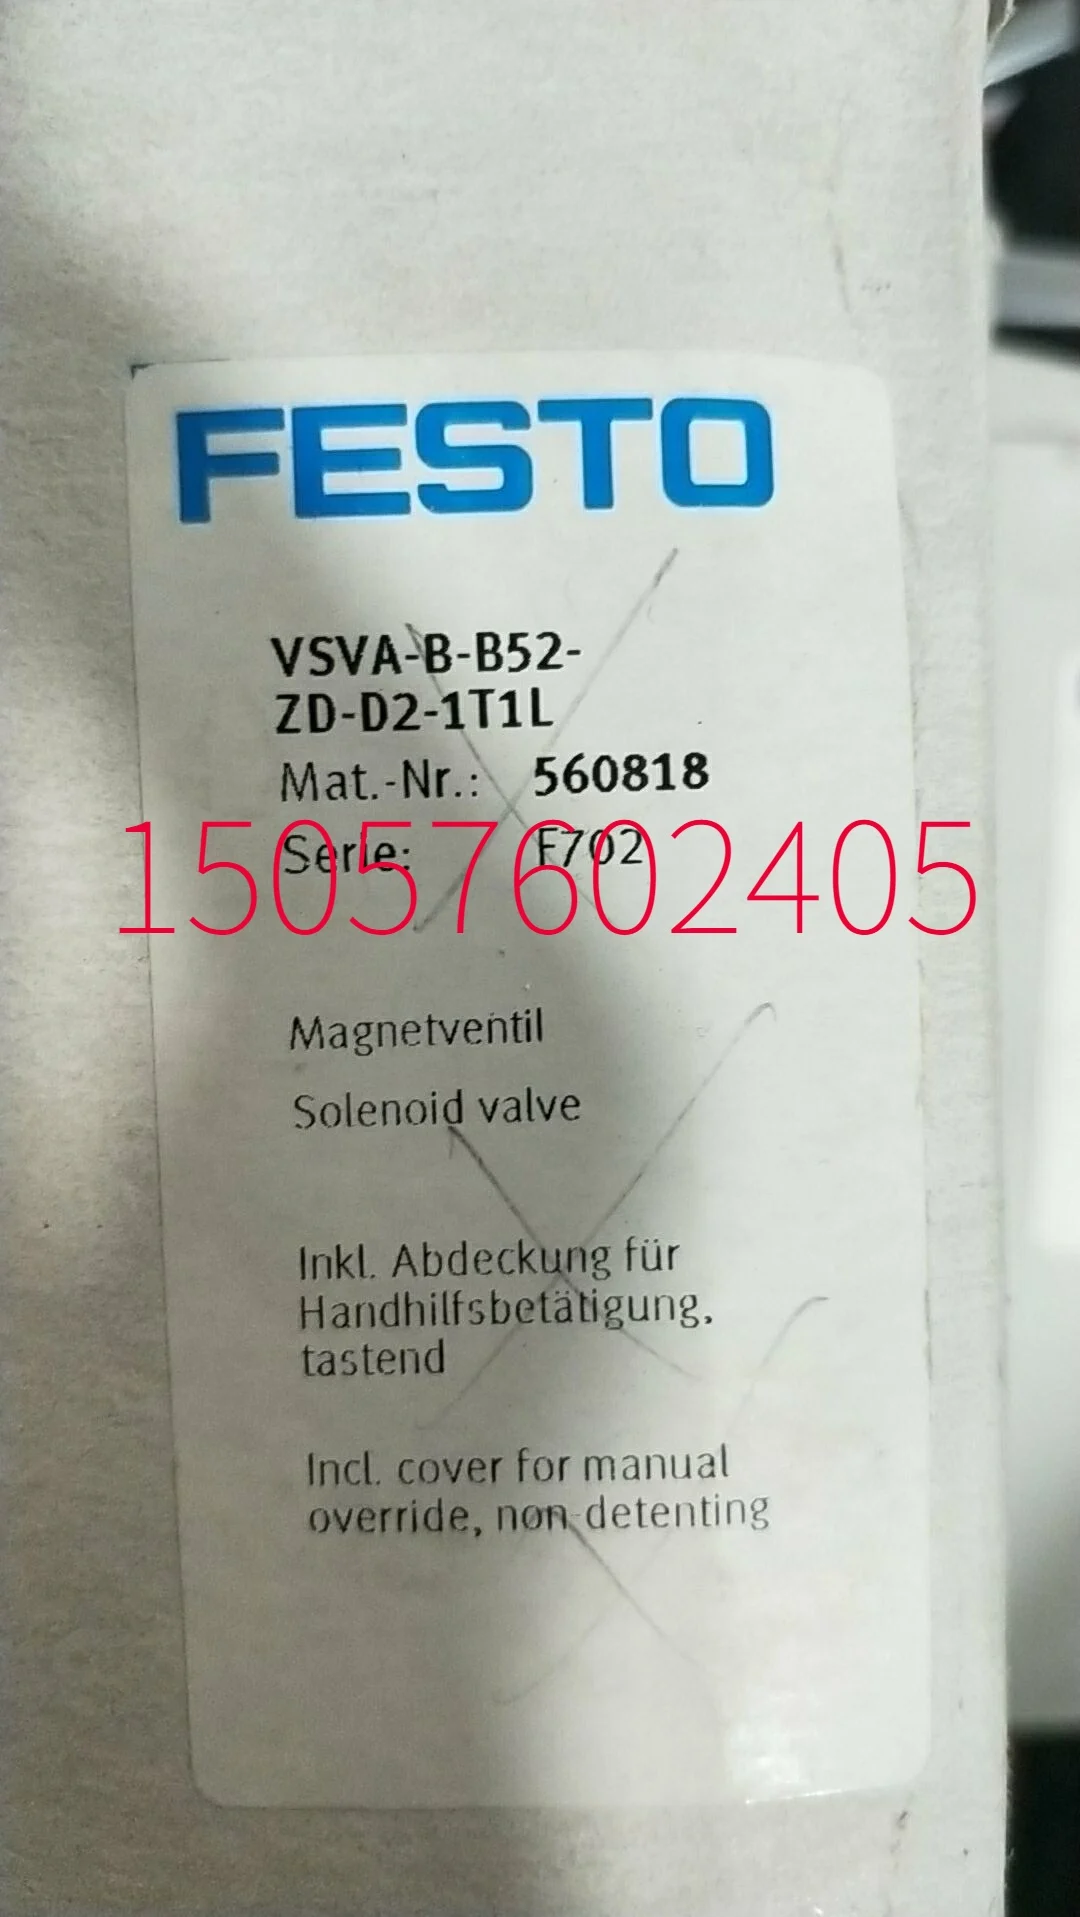 FESTO
VSVA-B-B52-
ZD-D2-1T1L
Mat.-Nr.: 560818
Serie: F702
15057602405
Magnetventil
Solenoid valve
Inkl. Abdeckung für
Handhilfsbetätigung,
tastend
Incl. cover for manual
override, non-detenting